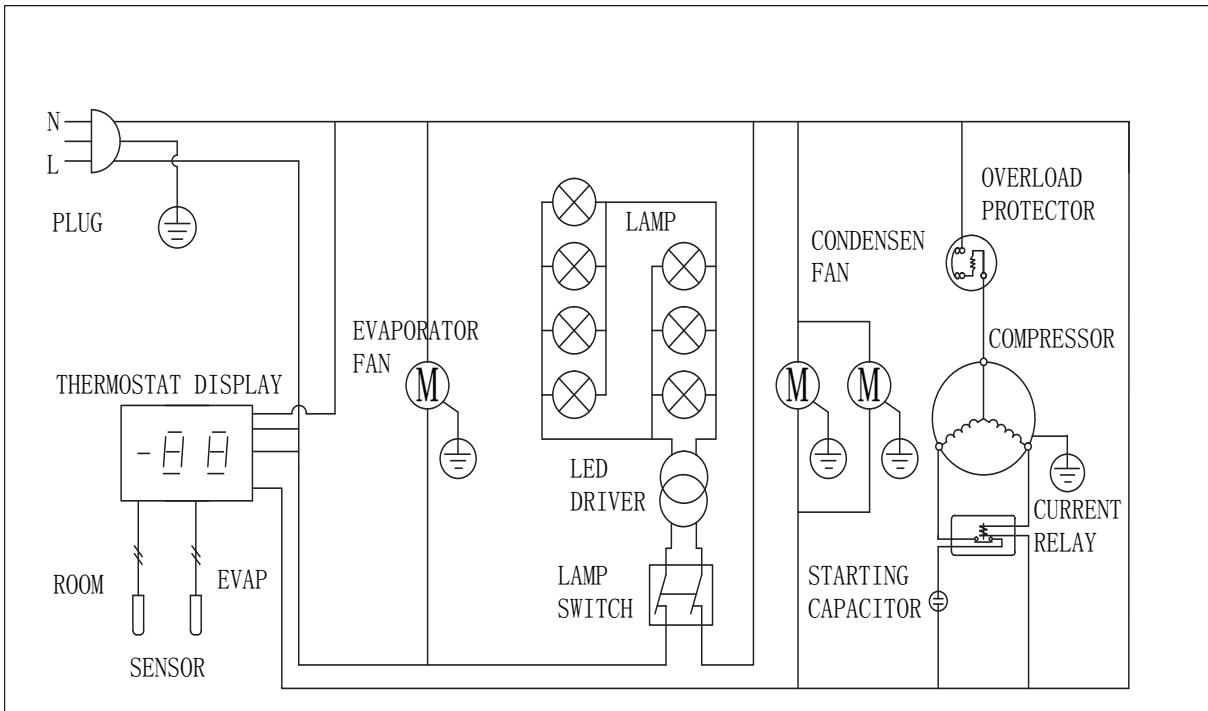 N
L
PLUG
OVERLOAD
PROTECTOR
LAMP
CONDENSEN
FAN
EVAPORATOR
FAN
M
M
M
COMPRESSOR
THERMOSTAT DISPLAY
-88
LED
DRIVER
CURRENT
RELAY
ROOM
EVAP
LAMP
SWITCH
STARTING
CAPACITOR
SENSOR